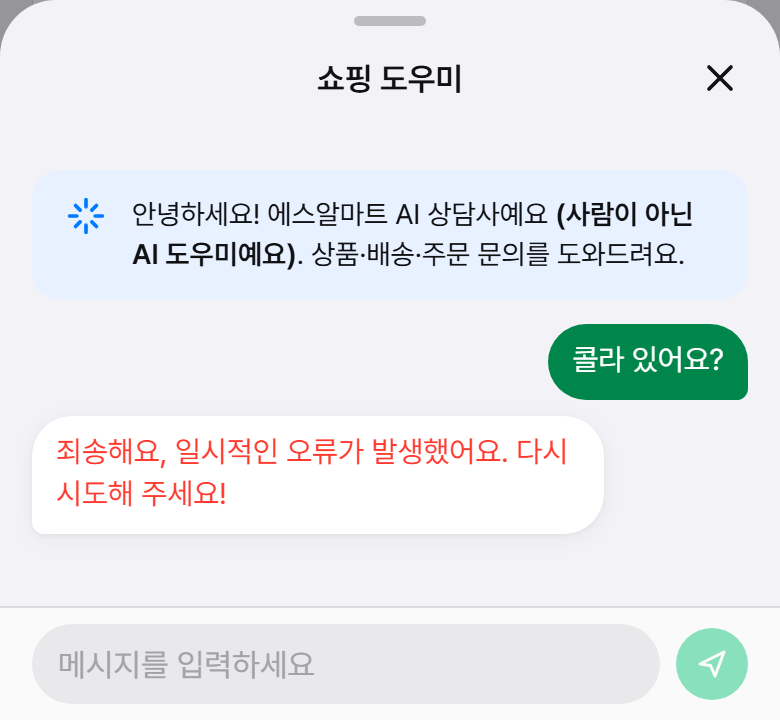 쇼핑 도우미
안녕하세요! 에스알마트 AI 상담사예요 (사람이 아닌
AI 도우미예요). 상품·배송·주문 문의를 도와드려요.
콜라 있어요?
죄송해요, 일시적인 오류가 발생했어요. 다시
시도해 주세요!
메시지를 입력하세요